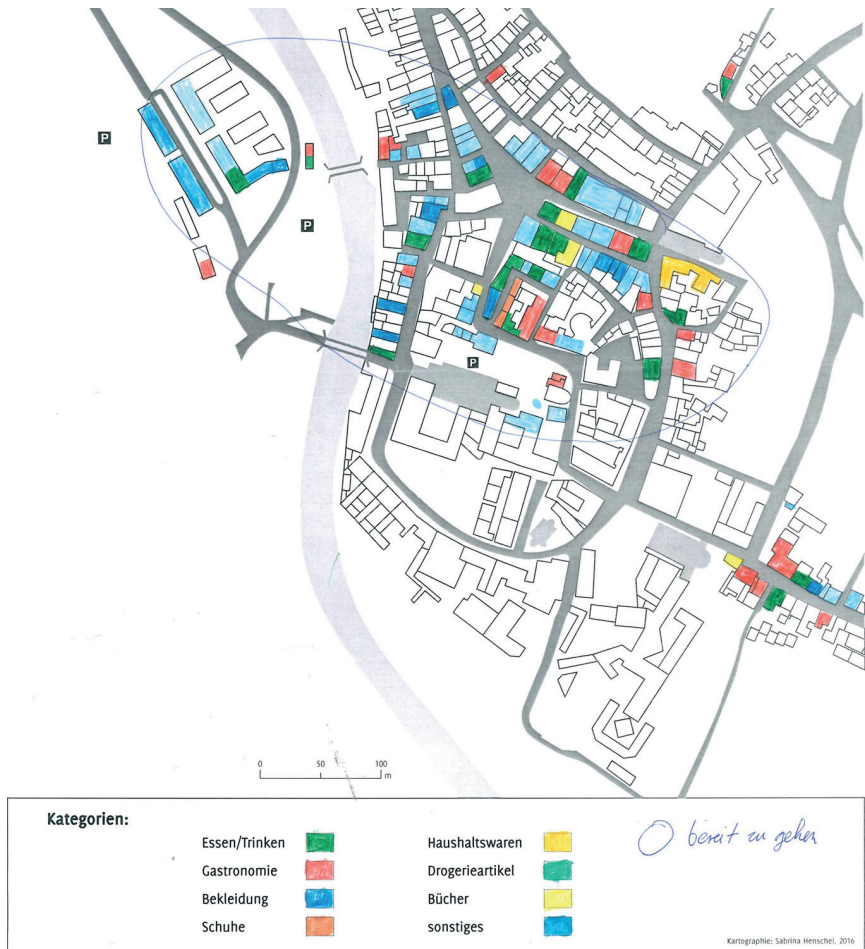 P
P
P
0 50 100
m
Kategorien:
Essen/Trinken
Gastronomie
Bekleidung
Schuhe
Haushaltswaren
Drogerieartikel
Bücher
sonstiges
bereit zu gehen
Kartographie: Sabrina Henschel, 2016